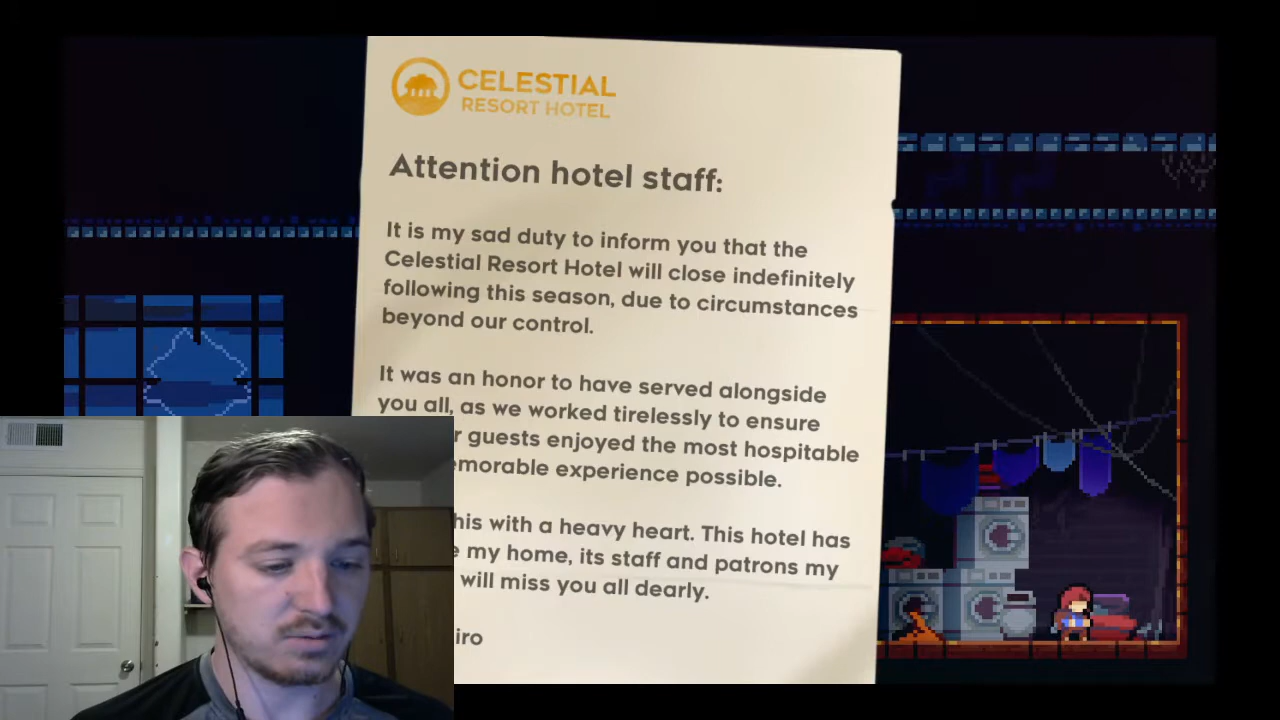 CELESTIAL
RESORT HOTEL
Attention hotel staff:
It is my sad duty to inform you that the
Celestial Resort Hotel will close indefinitely
following this season, due to circumstances
beyond our control.
It was an honor to have served alongside
you all, as we worked tirelessly to ensure
r guests enjoyed the most hospitable
emorable experience possible.
his with a heavy heart. This hotel has
e my home, its staff and patrons my
will miss you all dearly.
iro